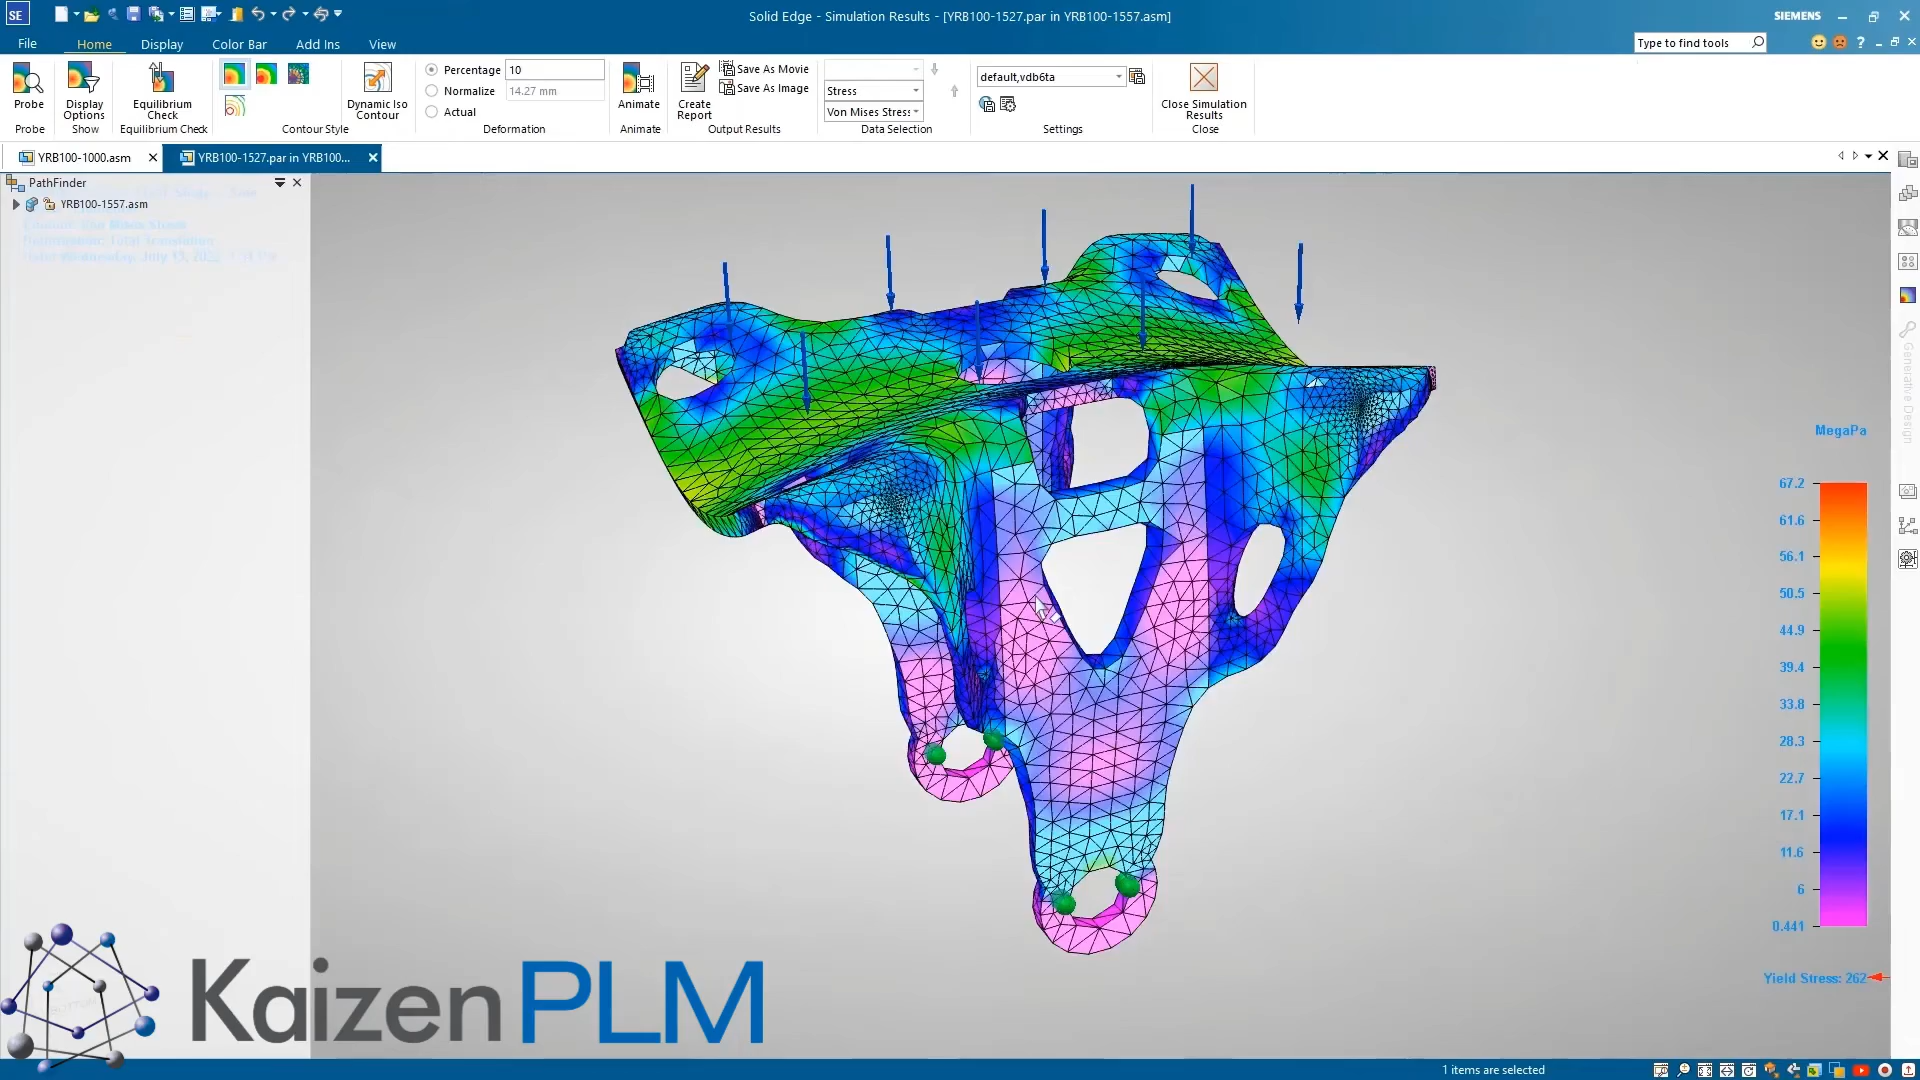 SE
Solid Edge - Simulation Results - [YRB100-1527.par in YRB100-1557.asm]
SIEMENS
File Home Display Color Bar Add Ins View
Type to find tools
Probe
Display Options
Equilibrium Check
Dynamic Iso Contour
Percentage 10
Normalize 14.27 mm
Actual
Animate
Create Report
Save As Movie
Save As Image
Stress
Von Mises Stress
default,vdb6ta
Close Simulation Results
Probe Show Equilibrium Check Contour Style Deformation Animate Output Results Data Selection Settings Close
YRB100-1000.asm
YRB100-1527.par in YRB100...
PathFinder
YRB100-1557.asm
Generative Design
MegaPa
67.2
61.6
56.1
50.5
44.9
39.4
33.8
28.3
22.7
17.1
11.6
6
0.441
Yield Stress: 262
Kaizen PLM
1 items are selected